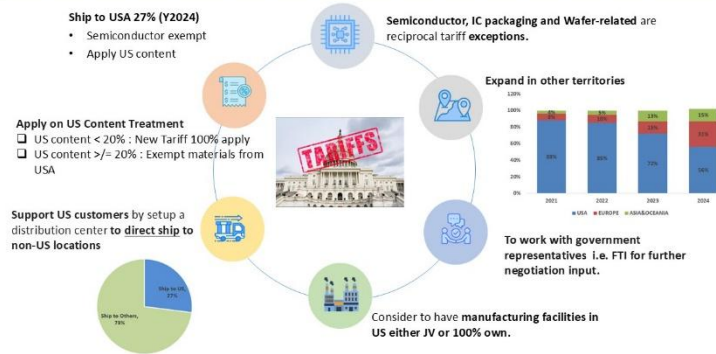 Ship to USA 27% (Y2024)
• Semiconductor exempt
• Apply US content
Semiconductor, IC packaging and Wafer-related are
reciprocal tariff exceptions.
Expand in other territories
120%
100%
80%
60%
40%
20%
0%
2021
2022
2023
2024
USA
EUROPE
ASIA&OCEANIA
TARIFFS
Apply on US Content Treatment
❑ US content < 20% : New Tariff 100% apply
❑ US content >/= 20% : Exempt materials from
USA
Support US customers by setup a
distribution center to direct ship to
non-US locations
Ship to US,
27%
Ship to Others,
73%
To work with government
representatives i.e. FTI for further
negotiation input.
Consider to have manufacturing facilities in
US either JV or 100% own.